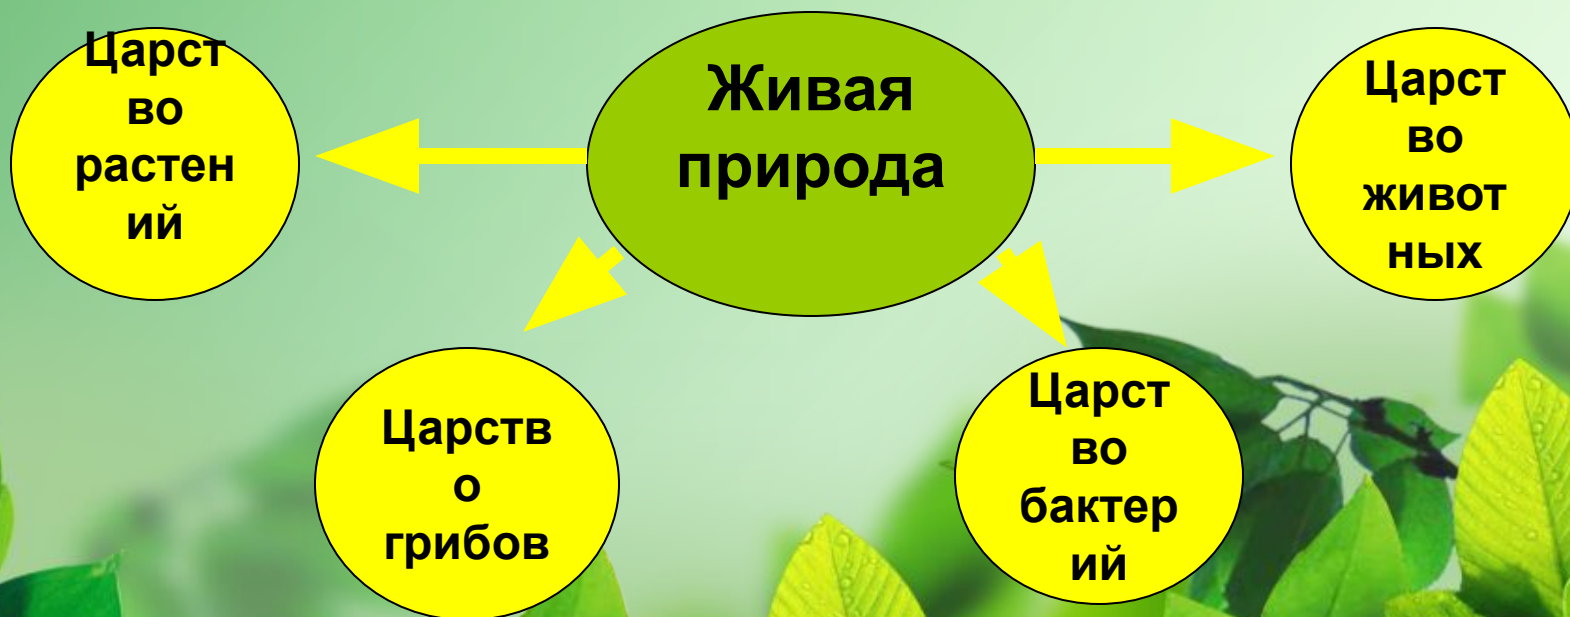 Царст
во
растен
ий
Живая
природа
Царст
во
живот
ных
Царств
о
грибов
Царст
во
бактер
ий